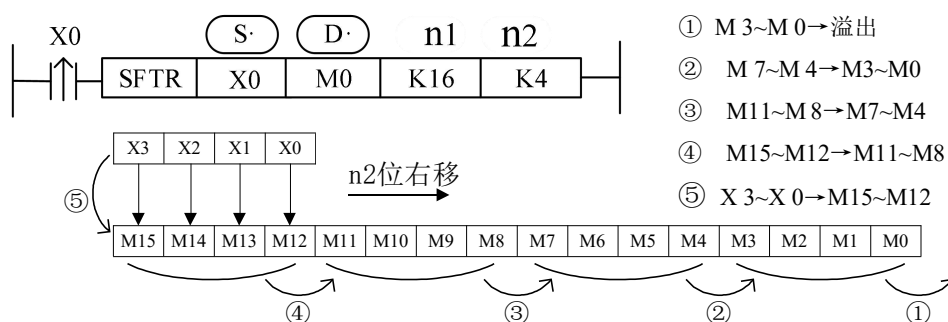 X0
S· D· n1 n2
SFTR X0 M0 K16 K4
X3 X2 X1 X0
n2位右移
⑤
M15 M14 M13 M12 M11 M10 M9 M8 M7 M6 M5 M4 M3 M2 M1 M0
④ ③ ② ①
① M 3~M 0→溢出
② M 7~M 4→M3~M0
③ M11~M 8→M7~M4
④ M15~M12→M11~M8
⑤ X 3~X 0→M15~M12